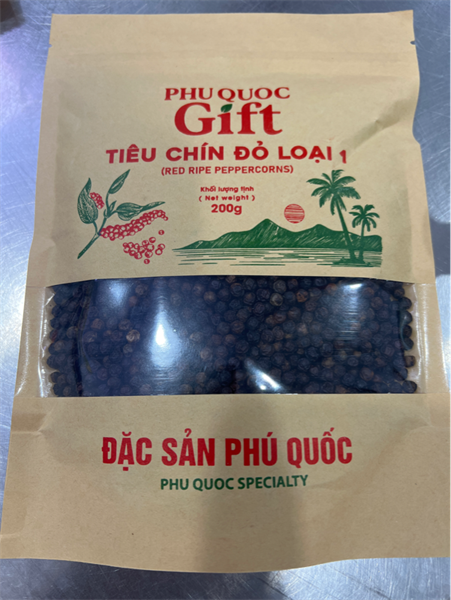 PHU QUOC
Gift
TIÊU CHÍN ĐỎ LOẠI 1
(RED RIPE PEPPERCORNS)
Khối lượng tịnh
( Net weight )
200g
ĐẶC SẢN PHÚ QUỐC
PHU QUOC SPECIALTY